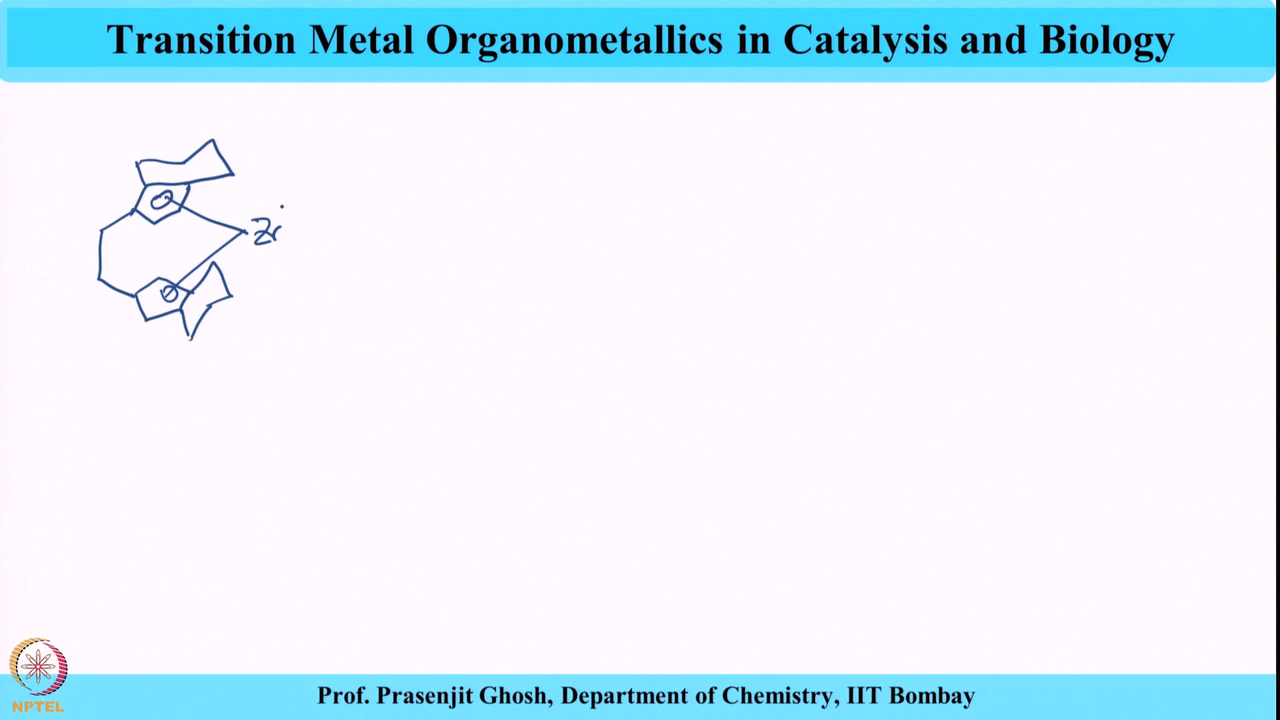 Transition Metal Organometallics in Catalysis and Biology
Zr
NPTEL
Prof. Prasenjit Ghosh, Department of Chemistry, IIT Bombay